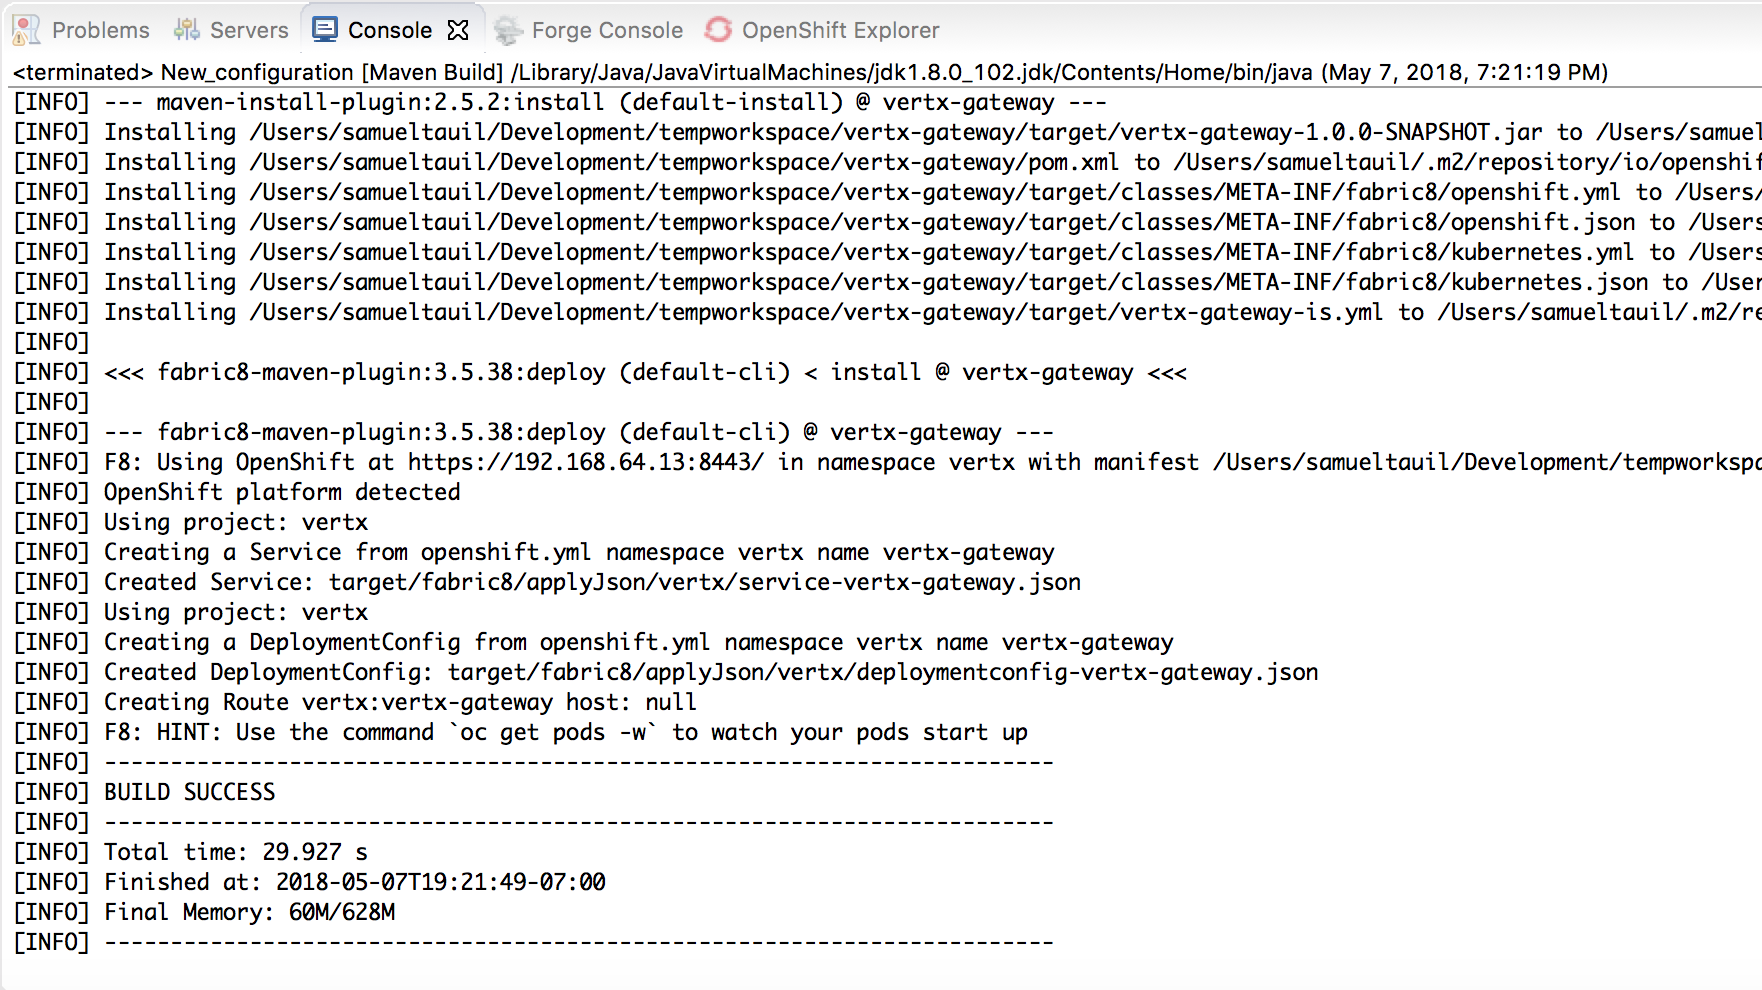 Problems Servers Console Forge Console OpenShift Explorer
<terminated> New_configuration [Maven Build] /Library/Java/JavaVirtualMachines/jdk1.8.0_102.jdk/Contents/Home/bin/java (May 7, 2018, 7:21:19 PM)
[INFO] --- maven-install-plugin:2.5.2:install (default-install) @ vertx-gateway ---
[INFO] Installing /Users/samueltauil/Development/tempworkspace/vertx-gateway/target/vertx-gateway-1.0.0-SNAPSHOT.jar to /Users/samuel
[INFO] Installing /Users/samueltauil/Development/tempworkspace/vertx-gateway/pom.xml to /Users/samueltauil/.m2/repository/io/openshif
[INFO] Installing /Users/samueltauil/Development/tempworkspace/vertx-gateway/target/classes/META-INF/fabric8/openshift.yml to /Users/
[INFO] Installing /Users/samueltauil/Development/tempworkspace/vertx-gateway/target/classes/META-INF/fabric8/openshift.json to /Users
[INFO] Installing /Users/samueltauil/Development/tempworkspace/vertx-gateway/target/classes/META-INF/fabric8/kubernetes.yml to /Users
[INFO] Installing /Users/samueltauil/Development/tempworkspace/vertx-gateway/target/classes/META-INF/fabric8/kubernetes.json to /User
[INFO] Installing /Users/samueltauil/Development/tempworkspace/vertx-gateway/target/vertx-gateway-is.yml to /Users/samueltauil/.m2/re
[INFO]
[INFO] <<< fabric8-maven-plugin:3.5.38:deploy (default-cli) < install @ vertx-gateway <<<
[INFO]
[INFO] --- fabric8-maven-plugin:3.5.38:deploy (default-cli) @ vertx-gateway ---
[INFO] F8: Using OpenShift at https://192.168.64.13:8443/ in namespace vertx with manifest /Users/samueltauil/Development/tempworkspa
[INFO] OpenShift platform detected
[INFO] Using project: vertx
[INFO] Creating a Service from openshift.yml namespace vertx name vertx-gateway
[INFO] Created Service: target/fabric8/applyJson/vertx/service-vertx-gateway.json
[INFO] Using project: vertx
[INFO] Creating a DeploymentConfig from openshift.yml namespace vertx name vertx-gateway
[INFO] Created DeploymentConfig: target/fabric8/applyJson/vertx/deploymentconfig-vertx-gateway.json
[INFO] Creating Route vertx:vertx-gateway host: null
[INFO] F8: HINT: Use the command `oc get pods -w` to watch your pods start up
[INFO] ------------------------------------------------------------------------
[INFO] BUILD SUCCESS
[INFO] ------------------------------------------------------------------------
[INFO] Total time: 29.927 s
[INFO] Finished at: 2018-05-07T19:21:49-07:00
[INFO] Final Memory: 60M/628M
[INFO] ------------------------------------------------------------------------